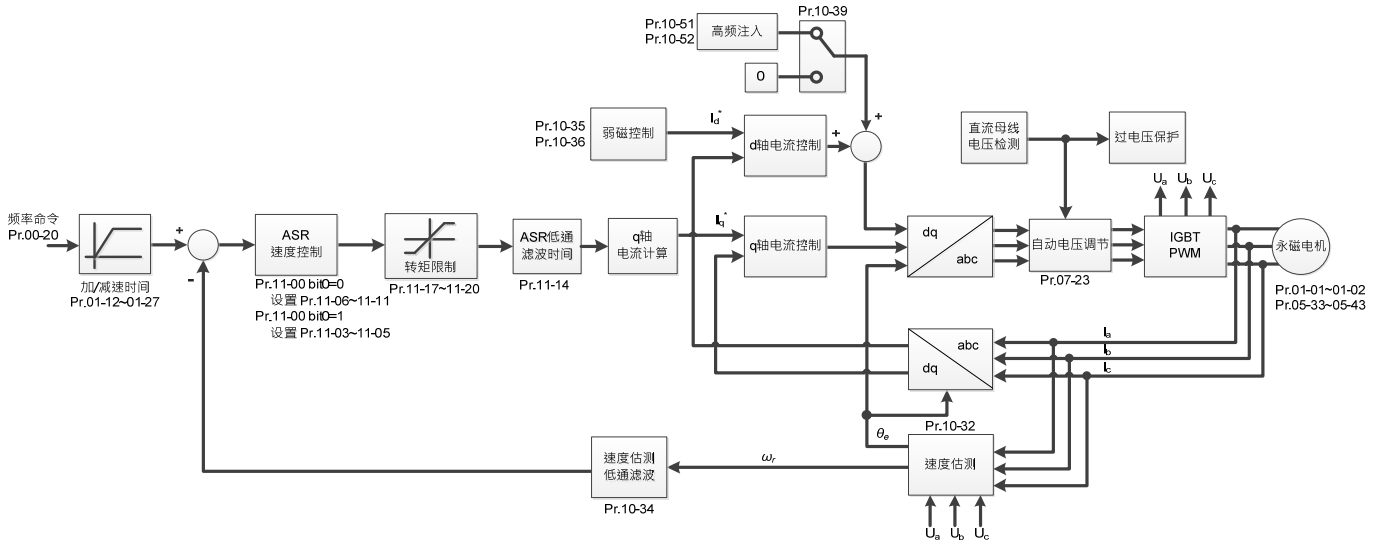 Pr.10-39
Pr.10-51
Pr.10-52
高频注入
0
Pr.10-35
Pr.10-36
弱磁控制
Id*
d轴电流控制
+
+
直流母线
电压检测
过电压保护
Ua
Ub
Uc
频率命令
Pr.00-20
加/减速时间
Pr.01-12~01-27
+
-
ASR
速度控制
Pr.11-00 bit0=0
设置 Pr.11-06~11-11
Pr.11-00 bit0=1
设置 Pr.11-03~11-05
转矩限制
Pr.11-17~11-20
ASR低通
滤波时间
Pr.11-14
q轴
电流计算
Iq*
q轴电流控制
dq
abc
自动电压调节
Pr.07-23
IGBT
PWM
永磁电机
Pr.01-01~01-02
Pr.05-33~05-43
abc
dq
Ia
Ib
Ic
Pr.10-32
θe
速度估测
ωr
速度估测
低通滤波
Pr.10-34
Ua
Ub
Uc